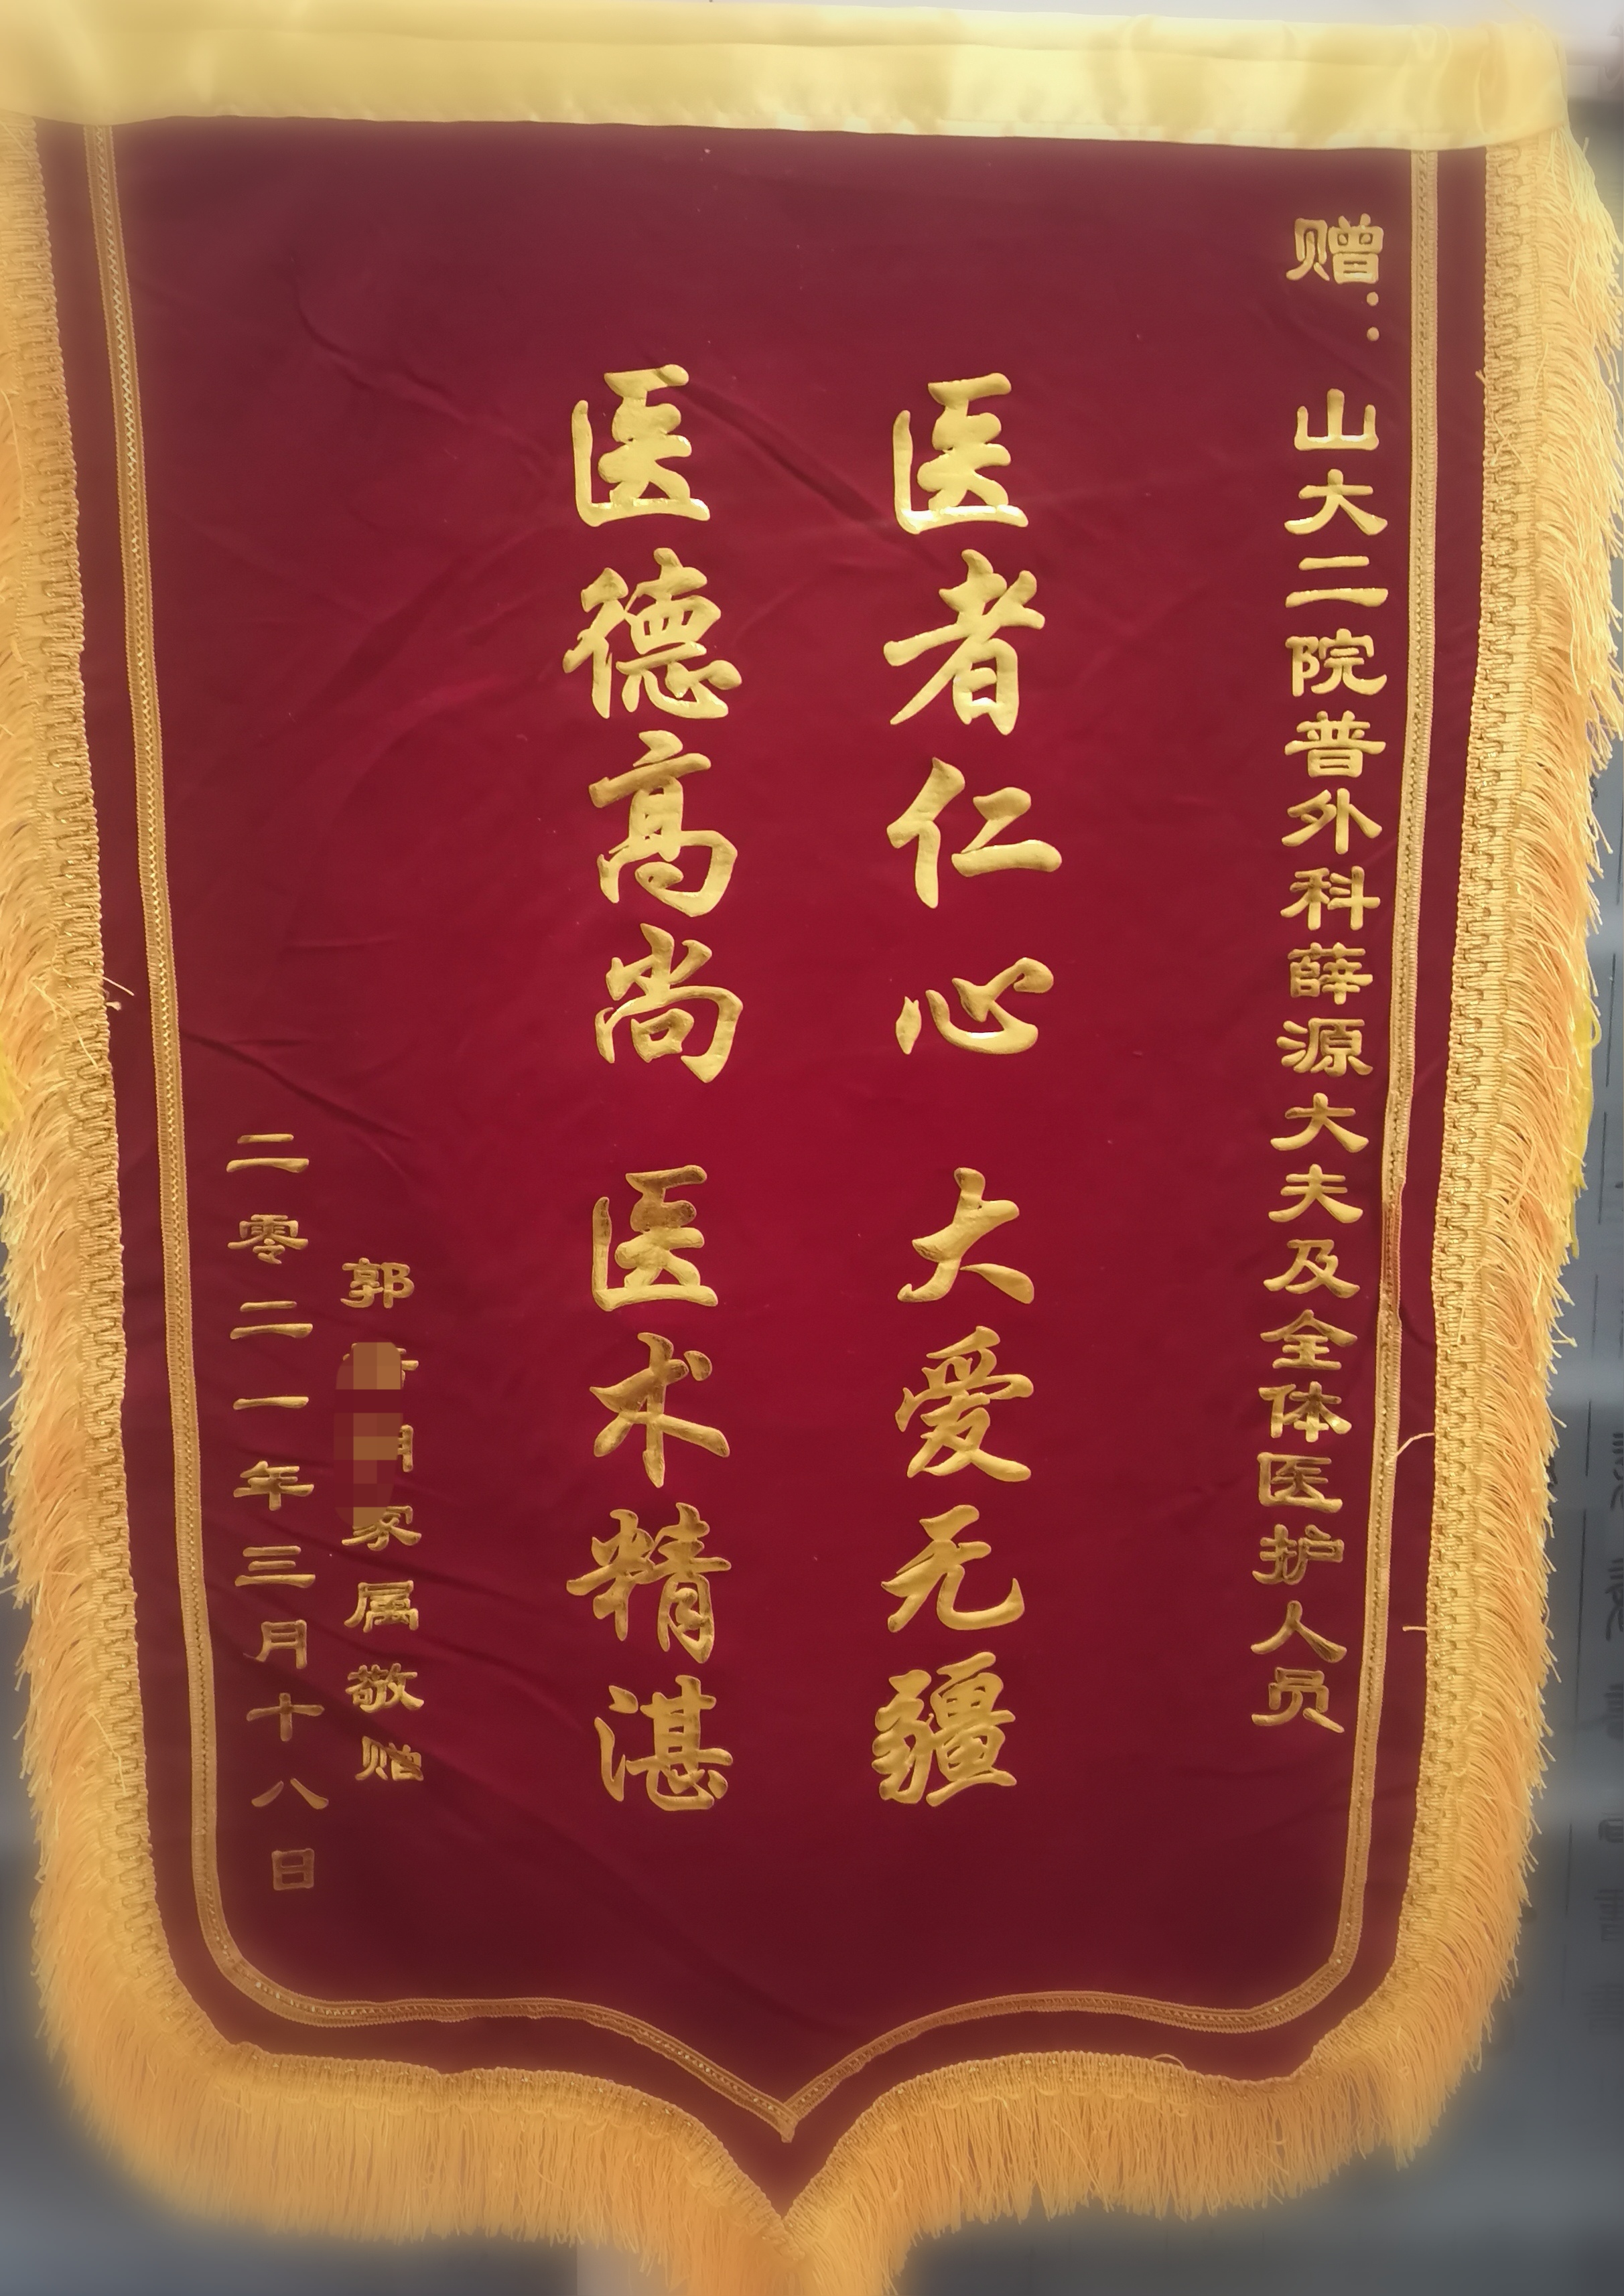 赠：山大二院普外科薛源大夫及全体医护人员
医者仁心 大爱无疆
医德高尚 医术精湛
郭 家属敬赠
二零二一年三月十八日